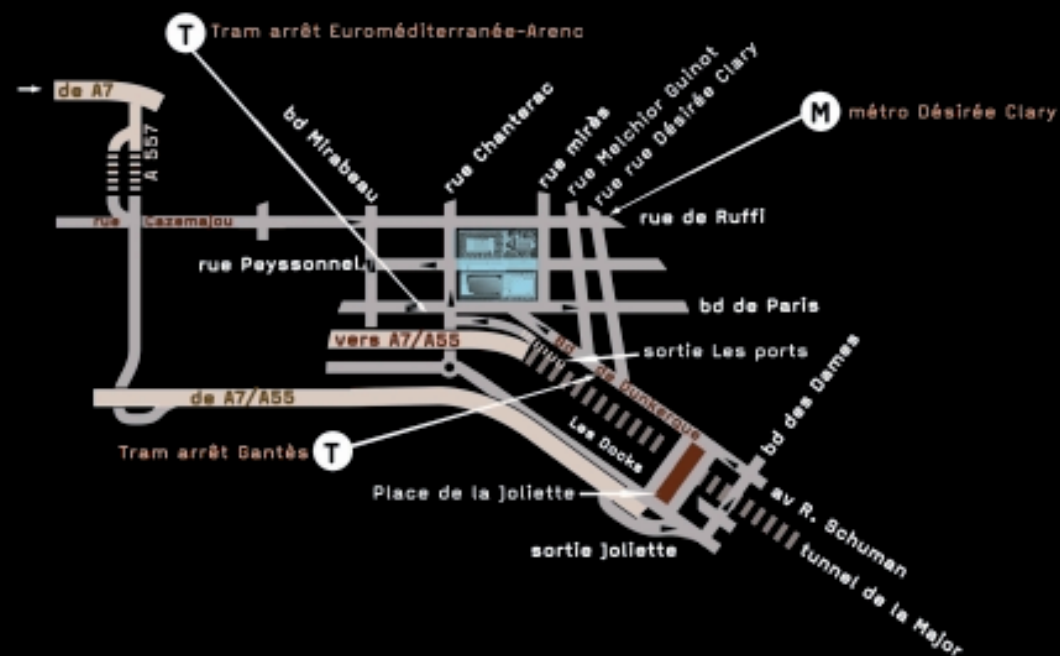 T Tram arrêt Euroméditerranée-Arenc
de A7
A 557
bd Mirabeau
rue Chanterac
rue mirès
rue Melchior Guinot
rue rue Désirée Clary
M métro Désirée Clary
rue Cazemajou
rue de Ruffi
rue Peyssonnel
bd de Paris
vers A7/A55
Bd de Dunkerque
sortie Les ports
de A7/A55
bd des Dames
Tram arrêt Gantès T
Les Docks
Place de la joliette
av R. Schuman
sortie joliette
tunnel de la Major